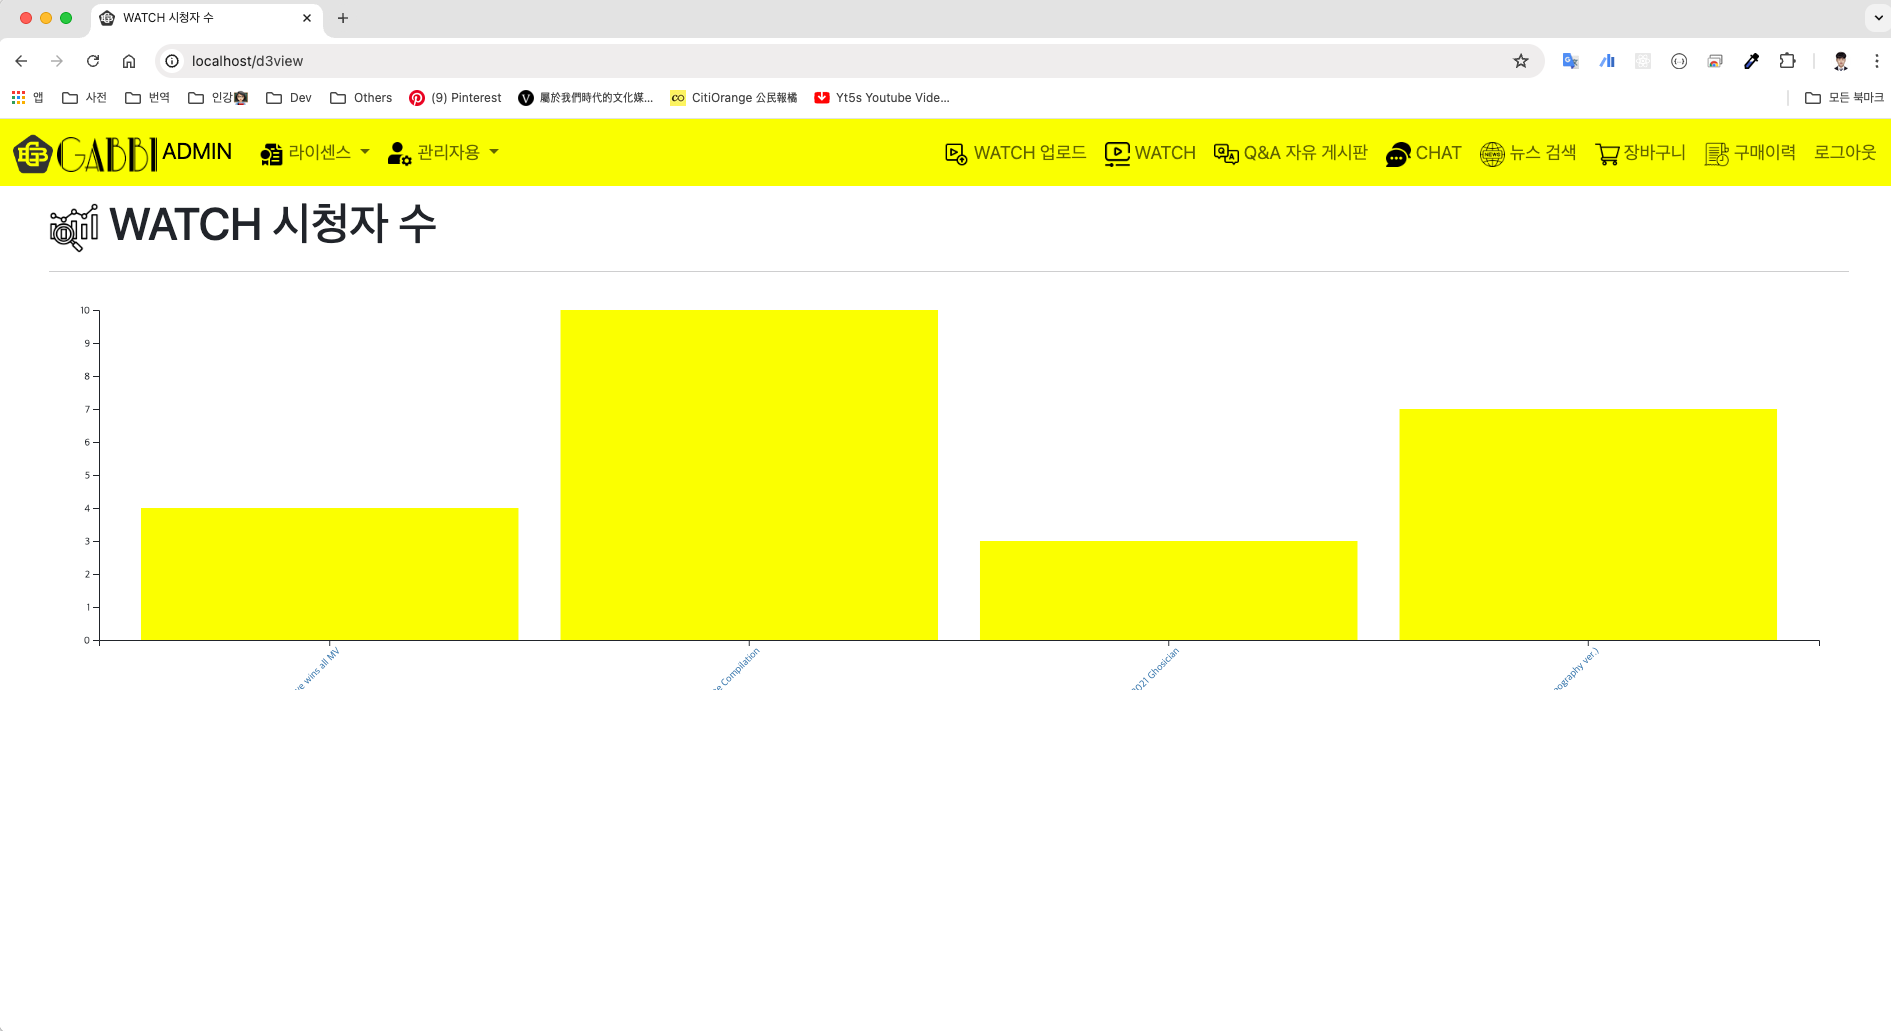 WATCH 시청자 수
localhost/d3view
앱 사전 번역 인강 Dev Others (9) Pinterest 屬於我們時代的文化媒... CitiOrange 公民報橘 Yt5s Youtube Vide... 모든 북마크
GABBI ADMIN 라이센스 관리자용 WATCH 업로드 WATCH Q&A 자유 게시판 CHAT 뉴스 검색 장바구니 구매이력 로그아웃
WATCH 시청자 수
10
9
8
7
6
5
4
3
2
1
0
wins all MV Compilation 2021 Ghosician ver.)